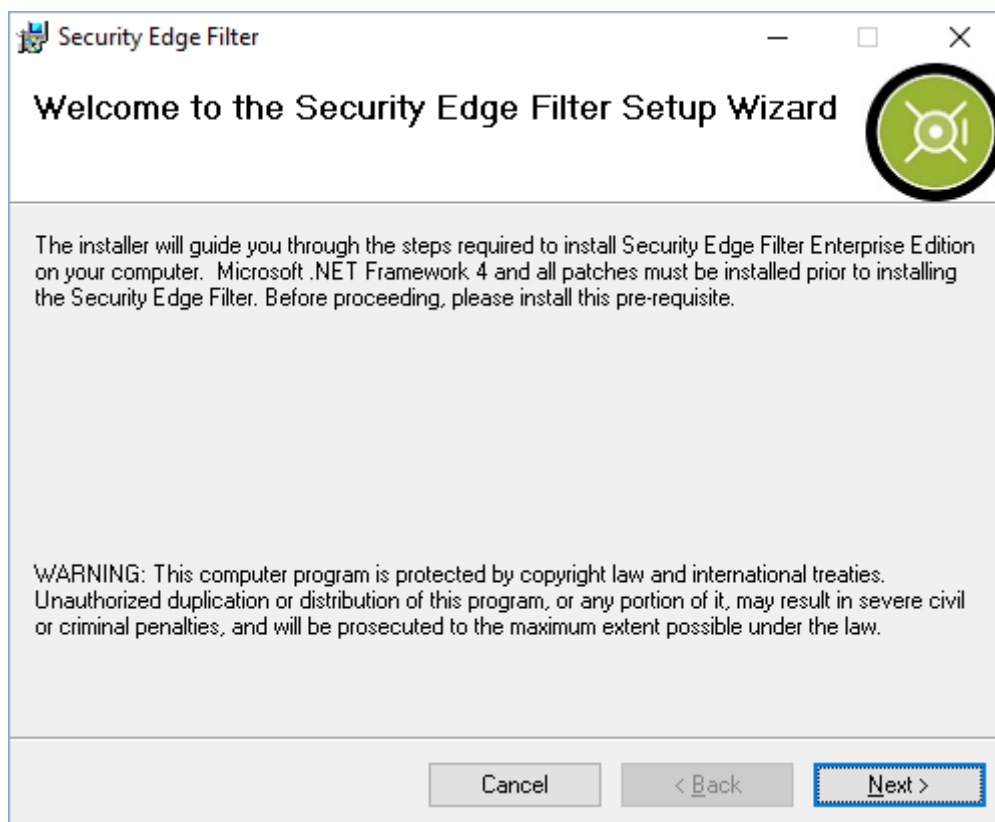 Security Edge Filter
Welcome to the Security Edge Filter Setup Wizard
The installer will guide you through the steps required to install Security Edge Filter Enterprise Edition
on your computer.  Microsoft .NET Framework 4 and all patches must be installed prior to installing
the Security Edge Filter. Before proceeding, please install this pre-requisite.
WARNING: This computer program is protected by copyright law and international treaties.
Unauthorized duplication or distribution of this program, or any portion of it, may result in severe civil
or criminal penalties, and will be prosecuted to the maximum extent possible under the law.
Cancel < Back Next >